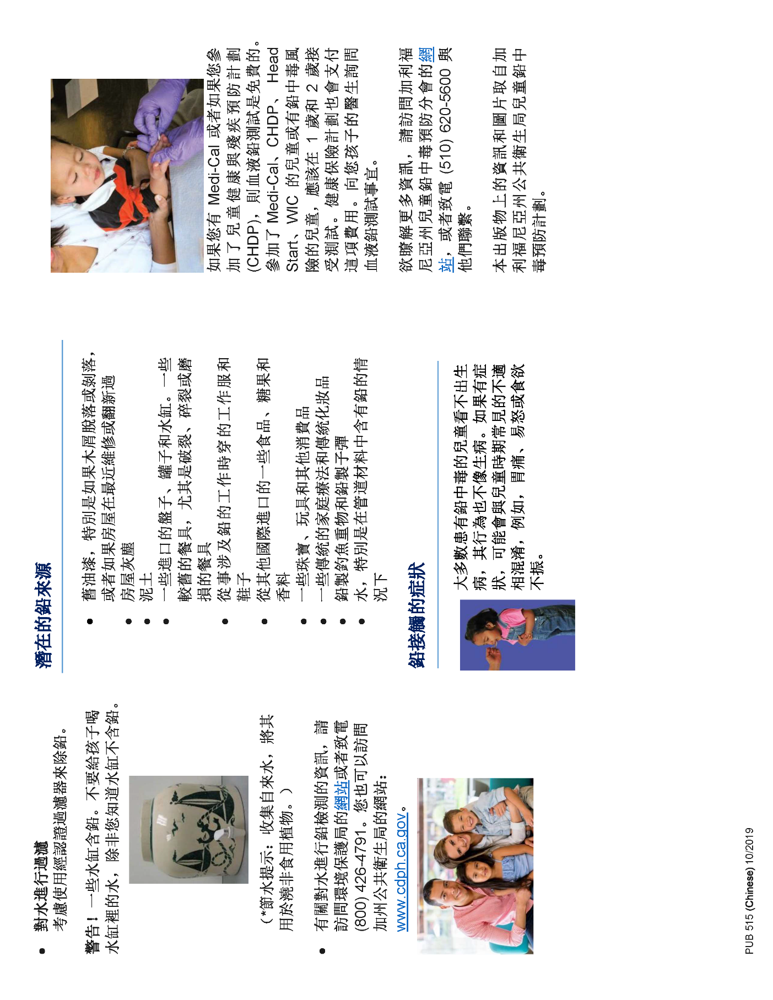 • 對水進行過濾
考慮使用經認證過濾器來除鉛。
警告！一些水缸含鉛。不要給孩子喝
水缸裡的水，除非您知道水缸不含鉛。
（*節水提示：收集自來水，將其
用於澆非食用植物。）
• 有關對水進行鉛檢測的資訊，請
訪問環境保護局的網站或者致電
(800) 426-4791。您也可以訪問
加州公共衛生局的網站：
www.cdph.ca.gov。
PUB 515 (Chinese) 10/2019
潛在的鉛來源
• 舊油漆，特別是如果木屑脫落或剝落，
或者如果房屋在最近維修或翻新過
• 房屋灰塵
• 泥土
• 一些進口的盤子、罐子和水缸。一些
較舊的餐具，尤其是破裂、碎裂或磨
損的餐具
• 從事涉及鉛的工作時穿的工作服和
鞋子
• 從其他國際進口的一些食品、糖果和
香料
• 一些珠寶、玩具和其他消費品
• 一些傳統的家庭療法和傳統化妝品
• 鉛製釣魚重物和鉛製子彈
• 水，特別是在管道材料中含有鉛的情
況下
鉛接觸的症狀
大多數患有鉛中毒的兒童看不出生
病，其行為也不像生病。如果有症
狀，可能會與兒童時期常見的不適
相混淆，例如，胃痛、易怒或食欲
不振。
如果您有 Medi-Cal 或者如果您參
加了兒童健康與殘疾預防計劃
(CHDP)，則血液鉛測試是免費的。
參加了 Medi-Cal、CHDP、 Head
Start、WIC 的兒童或有鉛中毒風
險的兒童，應該在 1 歲和 2 歲接
受測試。健康保險計劃也會支付
這項費用。向您孩子的醫生詢問
血液鉛測試事宜。
欲瞭解更多資訊，請訪問加利福
尼亞州兒童鉛中毒預防分會的網
站，或者致電 (510) 620-5600 與
他們聯繫。
本出版物上的資訊和圖片取自加
利福尼亞州公共衛生局兒童鉛中
毒預防計劃。